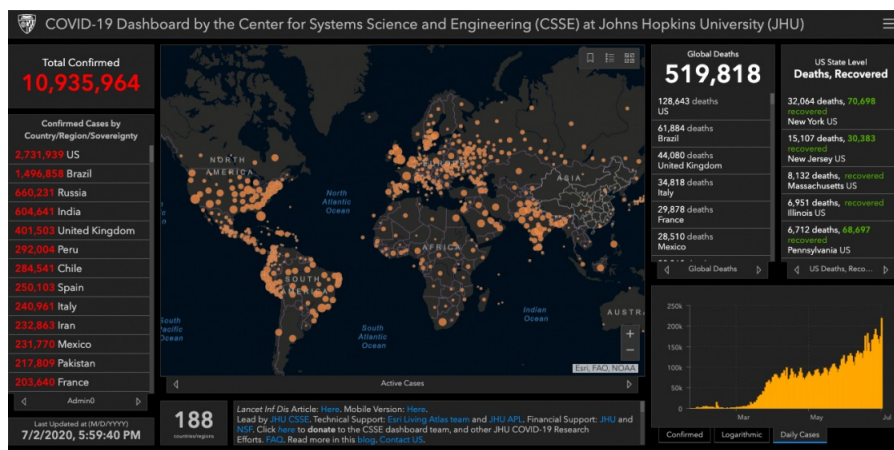 COVID-19 Dashboard by the Center for Systems Science and Engineering (CSSE) at Johns Hopkins University (JHU)
Total Confirmed
10,935,964
Confirmed Cases by
Country/Region/Sovereignty
2,731,939 US
1,496,858 Brazil
660,231 Russia
604,641 India
401,503 United Kingdom
292,004 Peru
284,541 Chile
250,103 Spain
240,961 Italy
232,863 Iran
231,770 Mexico
217,809 Pakistan
203,640 France
Admin0
Last Updated at (M/D/YYYY)
7/2/2020, 5:59:40 PM
NORTH
AMERICA
North
Atlantic
Ocean
EUROPE
ASIA
AFRICA
SOUTH
AMERICA
South
Pacific
Ocean
South
Atlantic
Ocean
Indian
Ocean
AUSTRA
+
−
Esri, FAO, NOAA
Active Cases
188
countries/regions
Lancet Inf Dis Article: Here. Mobile Version: Here.
Lead by JHU CSSE. Technical Support: Esri Living Atlas team and JHU APL. Financial Support: JHU and
NSF. Click here to donate to the CSSE dashboard team, and other JHU COVID-19 Research
Efforts. FAQ. Read more in this blog. Contact US.
Global Deaths
519,818
128,643 deaths
US
61,884 deaths
Brazil
44,080 deaths
United Kingdom
34,818 deaths
Italy
29,878 deaths
France
28,510 deaths
Mexico
Global Deaths
US State Level
Deaths, Recovered
32,064 deaths, 70,698
recovered
New York US
15,107 deaths, 30,383
recovered
New Jersey US
8,132 deaths, recovered
Massachusetts US
6,951 deaths, recovered
Illinois US
6,712 deaths, 68,697
recovered
Pennsylvania US
US Deaths, Reco...
250k
200k
150k
100k
50k
0
Mar
May
Jul
Confirmed
Logarithmic
Daily Cases